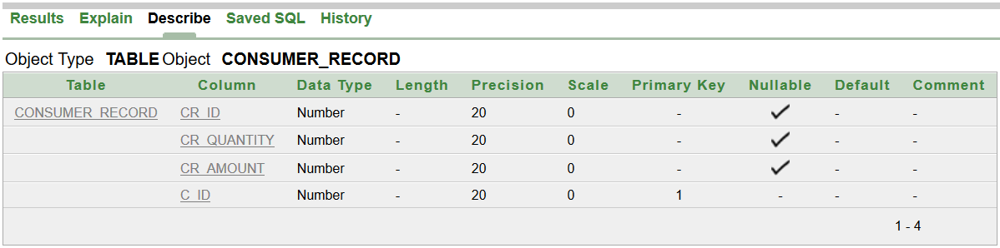 Results Explain Describe Saved SQL History
Object Type TABLE Object CONSUMER_RECORD
Table Column Data Type Length Precision Scale Primary Key Nullable Default Comment
CONSUMER_RECORD CR_ID Number - 20 0 - ✓ - -
CR_QUANTITY Number - 20 0 - ✓ - -
CR_AMOUNT Number - 20 0 - ✓ - -
C_ID Number - 20 0 1 - - -
1 - 4